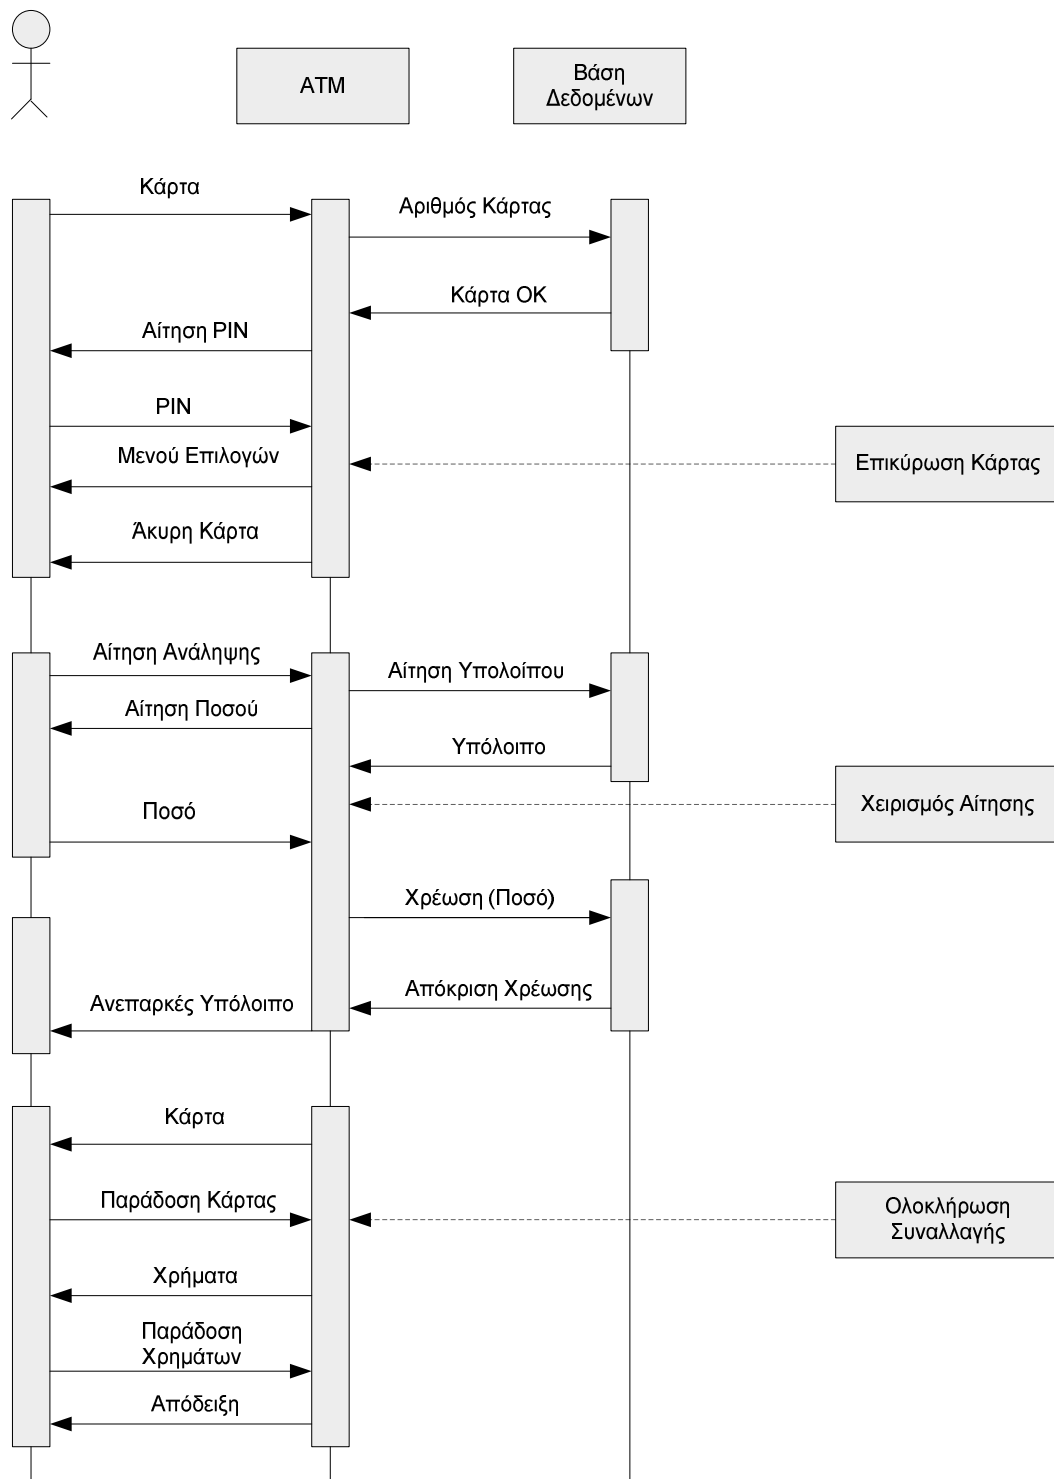 ATM
Βάση
Δεδομένων
Κάρτα
Αριθμός Κάρτας
Κάρτα OK
Αίτηση PIN
PIN
Μενού Επιλογών
Επικύρωση Κάρτας
Άκυρη Κάρτα
Αίτηση Ανάληψης
Αίτηση Υπολοίπου
Αίτηση Ποσού
Υπόλοιπο
Χειρισμός Αίτησης
Ποσό
Χρέωση (Ποσό)
Απόκριση Χρέωσης
Ανεπαρκές Υπόλοιπο
Κάρτα
Παράδοση Κάρτας
Ολοκλήρωση
Συναλλαγής
Χρήματα
Παράδοση
Χρημάτων
Απόδειξη